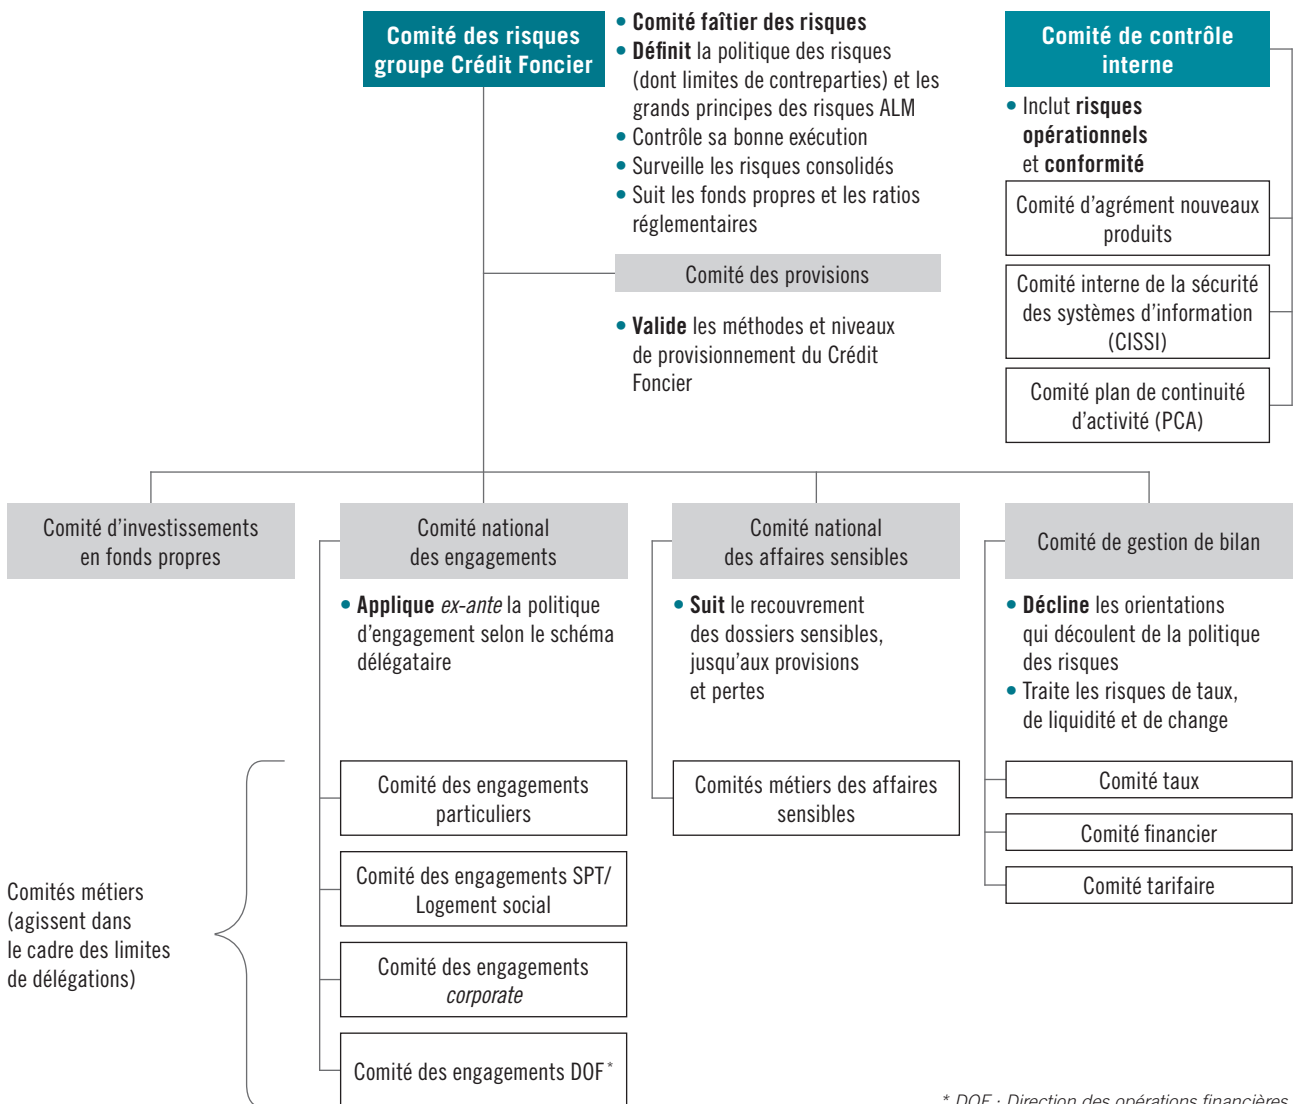 Comité des risques
groupe Crédit Foncier
• Comité faîtier des risques
• Définit la politique des risques
(dont limites de contreparties) et les
grands principes des risques ALM
• Contrôle sa bonne exécution
• Surveille les risques consolidés
• Suit les fonds propres et les ratios
réglementaires
Comité des provisions
• Valide les méthodes et niveaux
de provisionnement du Crédit
Foncier
Comité de contrôle
interne
• Inclut risques
opérationnels
et conformité
Comité d'agrément nouveaux
produits
Comité interne de la sécurité
des systèmes d'information
(CISSI)
Comité plan de continuité
d'activité (PCA)
Comité d'investissements
en fonds propres
Comité national
des engagements
• Applique ex-ante la politique
d'engagement selon le schéma
délégataire
Comité des engagements
particuliers
Comité des engagements SPT/
Logement social
Comité des engagements
corporate
Comité des engagements DOF*
Comités métiers
(agissent dans
le cadre des limites
de délégations)
Comité national
des affaires sensibles
• Suit le recouvrement
des dossiers sensibles,
jusqu'aux provisions
et pertes
Comités métiers des affaires
sensibles
Comité de gestion de bilan
• Décline les orientations
qui découlent de la politique
des risques
• Traite les risques de taux,
de liquidité et de change
Comité taux
Comité financier
Comité tarifaire
* DOF : Direction des opérations financières